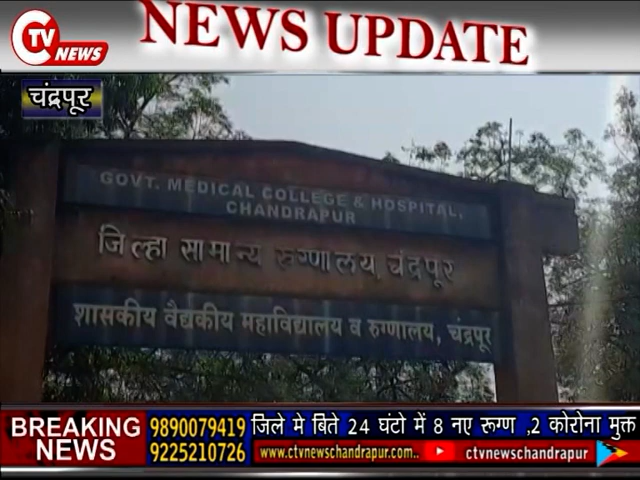 CTV NEWS
NEWS UPDATE
चंद्रपूर
GOVT. MEDICAL COLLEGE & HOSPITAL,
CHANDRAPUR
जिल्हा सामान्य रुग्णालय, चंद्रपूर
शासकीय वैद्यकीय महाविद्यालय व रुग्णालय, चंद्रपूर
BREAKING NEWS
9890079419
9225210726
जिले मे बिते 24 घंटो में 8 नए रूग्ण ,2 कोरोना मुक्त
www.ctvnewschandrapur.com..
ctvnewschandrapur